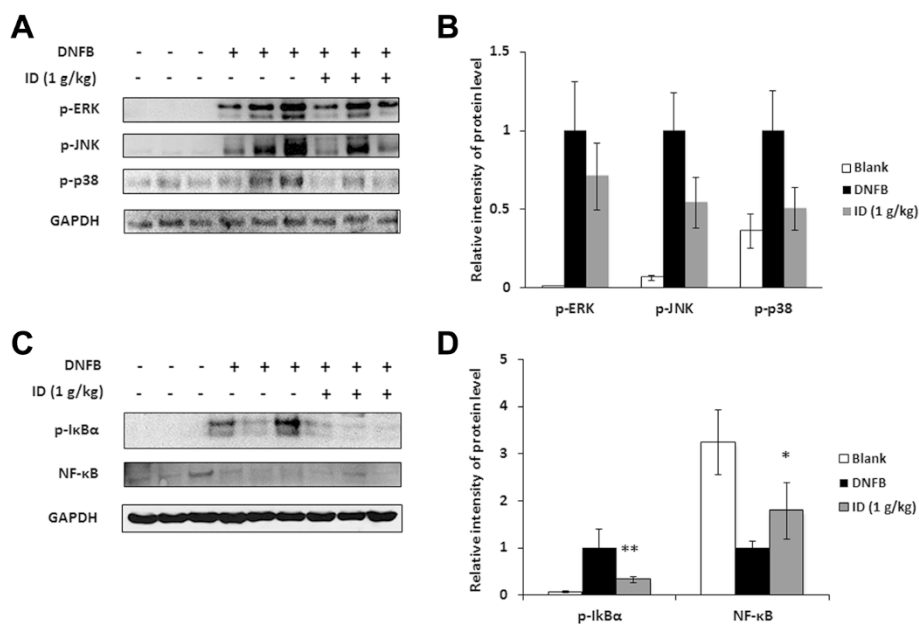 A
DNFB - - - + + + + + +
ID (1 g/kg) - - - - - - + + +
p-ERK
p-JNK
p-p38
GAPDH
B
Relative intensity of protein level
1.5
1
0.5
0
p-ERK p-JNK p-p38
Blank
DNFB
ID (1 g/kg)
C
DNFB - - - + + + + + +
ID (1 g/kg) - - - - - - + + +
p-IκBα
NF-κB
GAPDH
D
Relative intensity of protein level
5
4
3
2
1
0
**
*
p-IkBα NF-κB
Blank
DNFB
ID (1 g/kg)